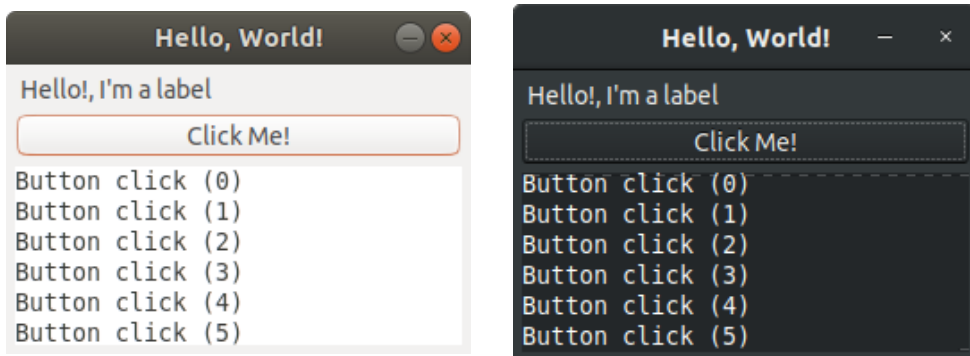 Hello, World!
Hello!, I'm a label
Click Me!
Button click (0)
Button click (1)
Button click (2)
Button click (3)
Button click (4)
Button click (5)
Hello, World!
Hello!, I'm a label
Click Me!
Button click (0)
Button click (1)
Button click (2)
Button click (3)
Button click (4)
Button click (5)